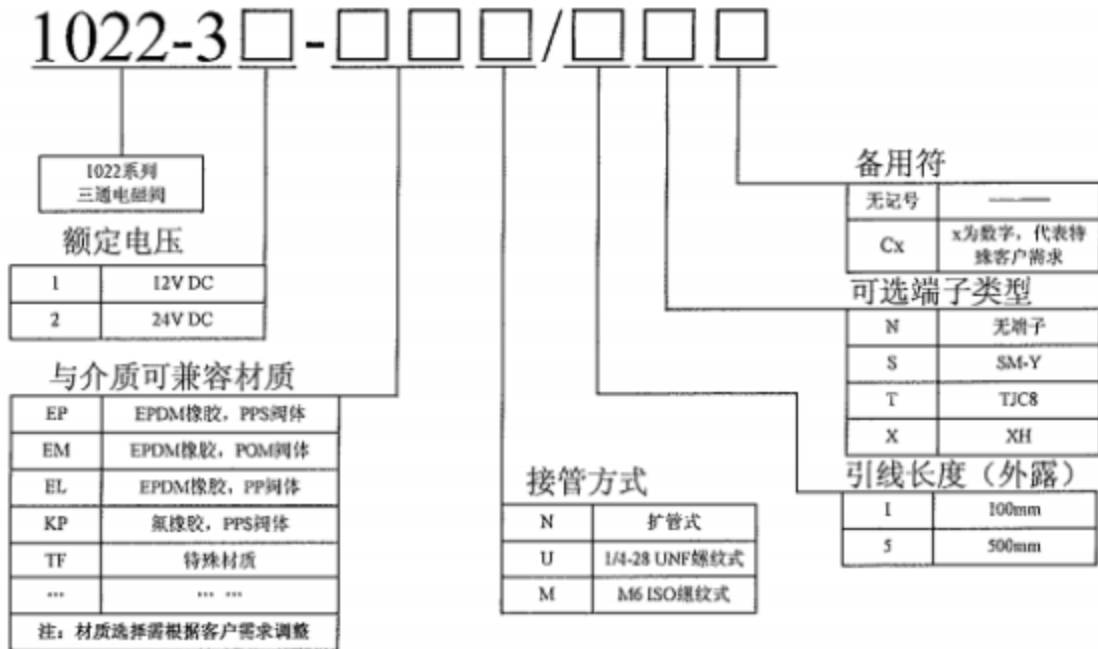 1022-3□-□□□/□□□
1022系列
三通电磁阀
额定电压
1 12V DC
2 24V DC
与介质可兼容材质
EP EPDM橡胶，PPS阀体
EM EPDM橡胶，POM阀体
EL EPDM橡胶，PP阀体
KP 氟橡胶，PPS阀体
TF 特殊材质
… … …
注：材质选择需根据客户需求调整
接管方式
N 扩管式
U 1/4-28 UNF螺纹式
M M6 ISO螺纹式
备用符
无记号 ———
Cx x为数字，代表特
殊客户需求
可选端子类型
N 无端子
S SM-Y
T TJC8
X XH
引线长度（外露）
1 100mm
5 500mm